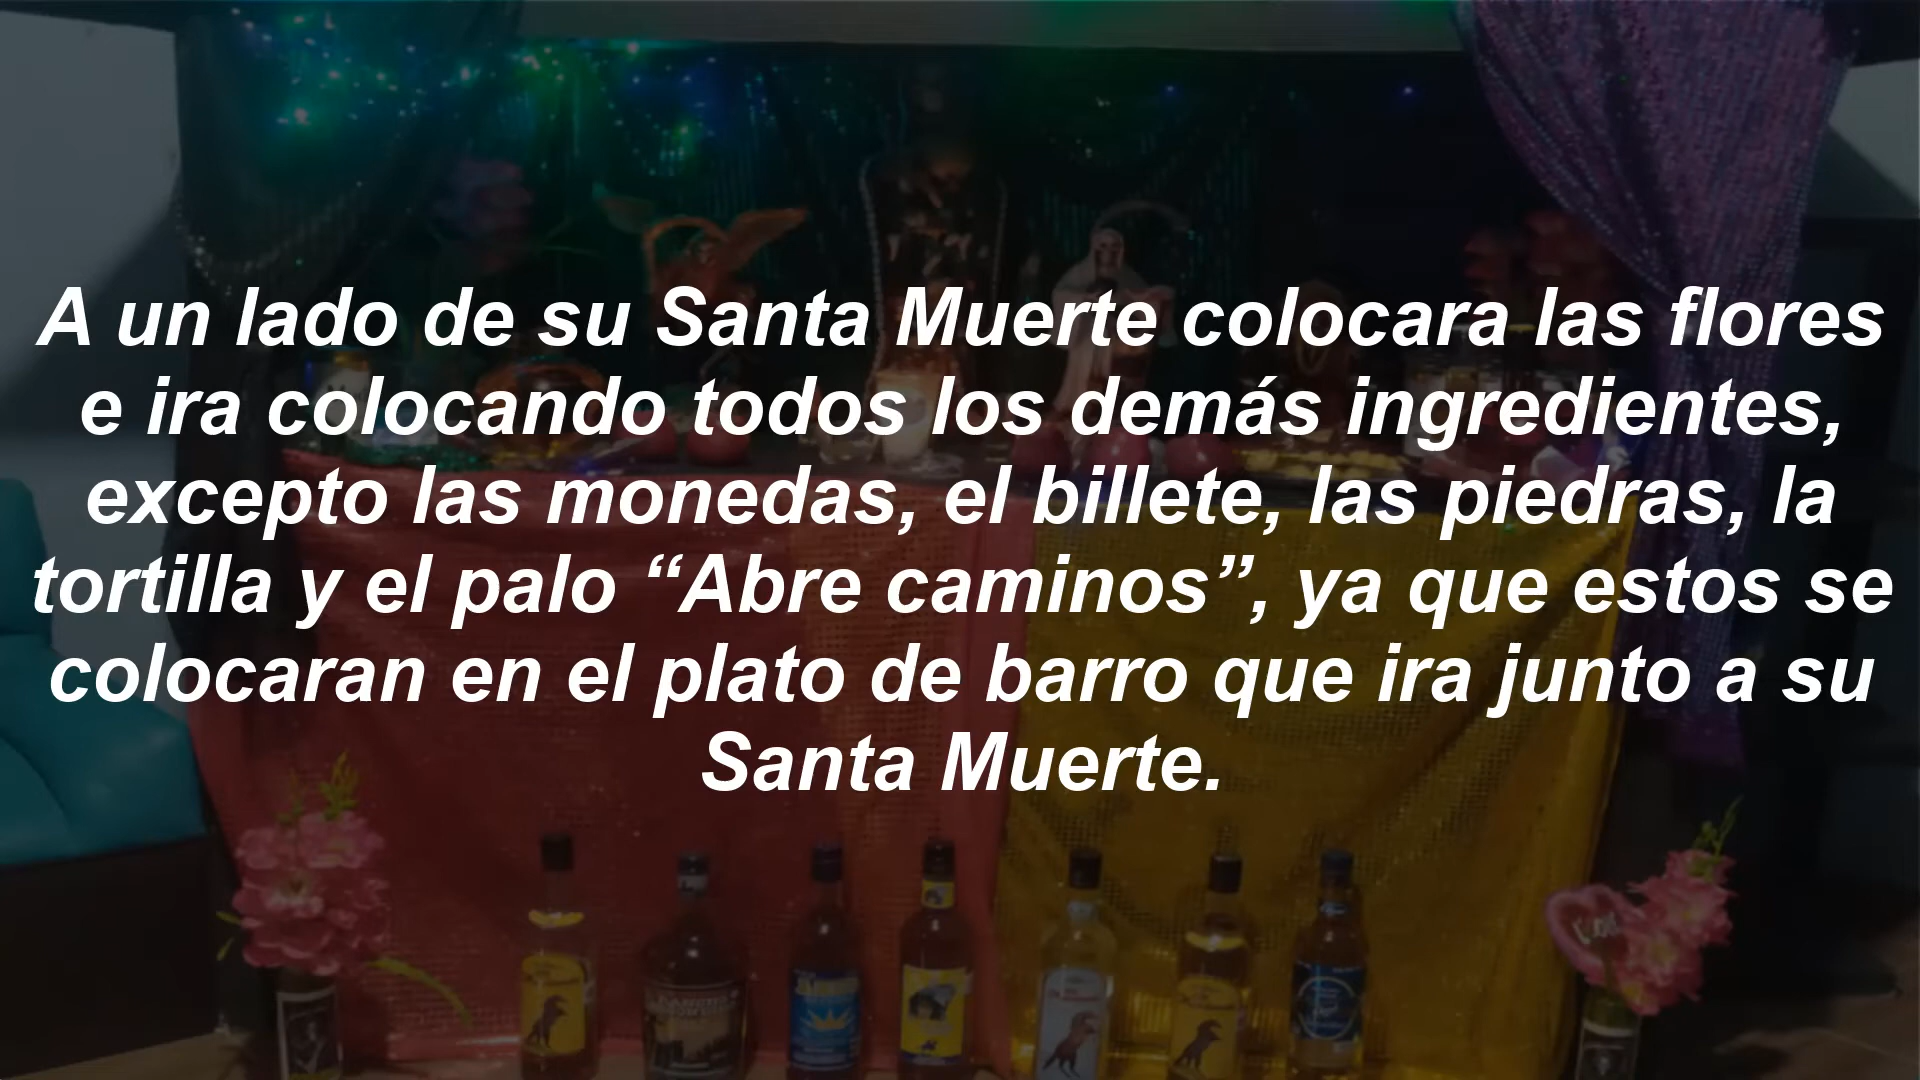 A un lado de su Santa Muerte colocara las flores
e ira colocando todos los demás ingredientes,
excepto las monedas, el billete, las piedras, la
tortilla y el palo “Abre caminos”, ya que estos se
colocaran en el plato de barro que ira junto a su
Santa Muerte.